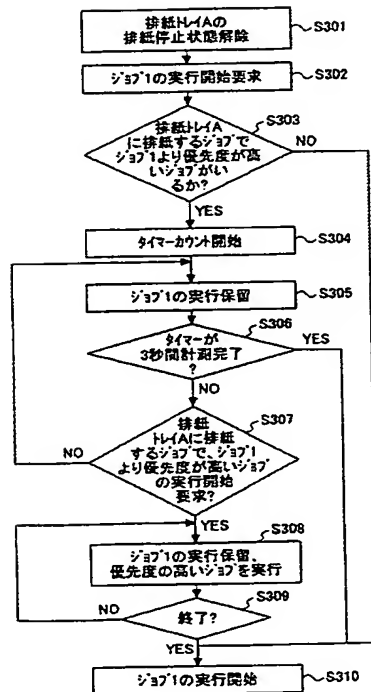 排紙トレイAの
排紙停止状態解除
S301
ジョブ1の実行開始要求
S302
排紙トレイA
に排紙するジョブで
ジョブ1より優先度が高
いジョブがい
るか?
S303
NO
YES
タイマーカウント開始
S304
ジョブ1の実行保留
S305
タイマーが
3秒間計測完了
?
S306
YES
NO
排紙
トレイAに排紙
するジョブで、ジョブ1
より優先度が高いジョブ
の実行開始
要求?
S307
NO
YES
ジョブ1の実行保留、
優先度の高いジョブを実行
S308
終了?
S309
NO
YES
ジョブ1の実行開始
S310